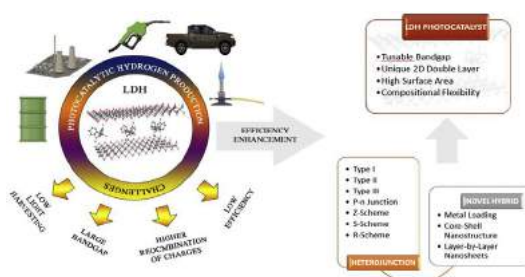 PHOTOCATALYTIC HYDROGEN PRODUCTION
LDH
CHALLENGES
LOW
LIGHT
HARVESTING
LARGE
BANDGAP
HIGHER
RECOMBINATION
OF CHARGES
LOW
EFFICIENCY
EFFICIENCY
ENHANCEMENT
LDH PHOTOCATALYST
•Tunable Bandgap
•Unique 2D Double Layer
•High Surface Area
•Compositional Flexibility
• Type I
• Type II
• Type III
• P-n Junction
• Z-Scheme
• S-Scheme
• R-Scheme
HETEROJUNCTION
NOVEL HYBRID
• Metal Loading
• Core-Shell
Nanostructure
• Layer-by-Layer
Nanosheets